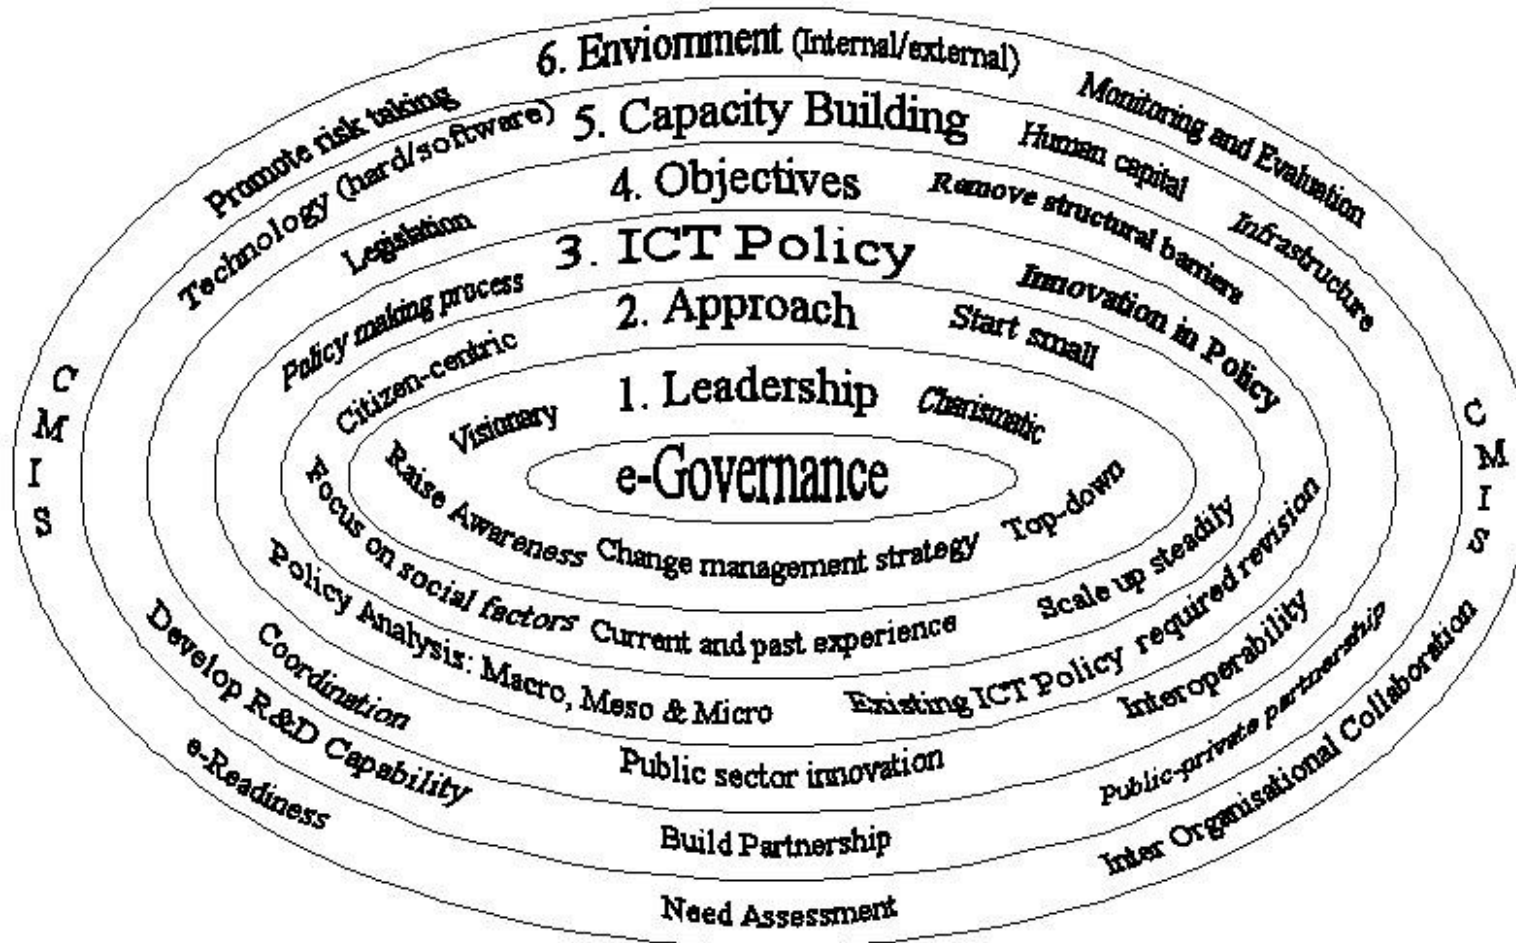 6. Enviornment (Internal/external)
Promote risk taking
Monitoring and Evaluation
C
M
I
S
C
M
I
S
e-Readiness
Need Assessment
Inter Organisational Collaboration
5. Capacity Building
Technology (hard/software)
Human capital
Infrastructure
Develop R&D Capability
Build Partnership
Public-private partnership
4. Objectives
Legislation
Remove structural barriers
Coordination
Public sector innovation
Interoperability
3. ICT Policy
Policy making process
Innovation in Policy
Policy Analysis: Macro, Meso & Micro
Existing ICT Policy required revision
2. Approach
Citizen-centric
Start small
Focus on social factors
Current and past experience
Scale up steadily
1. Leadership
Visionary
Charismatic
Raise Awareness
Change management strategy
Top-down
e-Governance